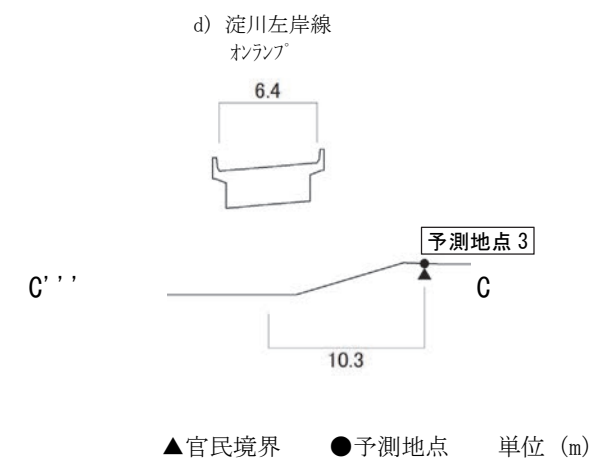 d) 淀川左岸線
ｵﾝﾗﾝﾌﾟ
6.4
予測地点 3
C''' C
10.3
▲官民境界 ●予測地点 単位 (m)